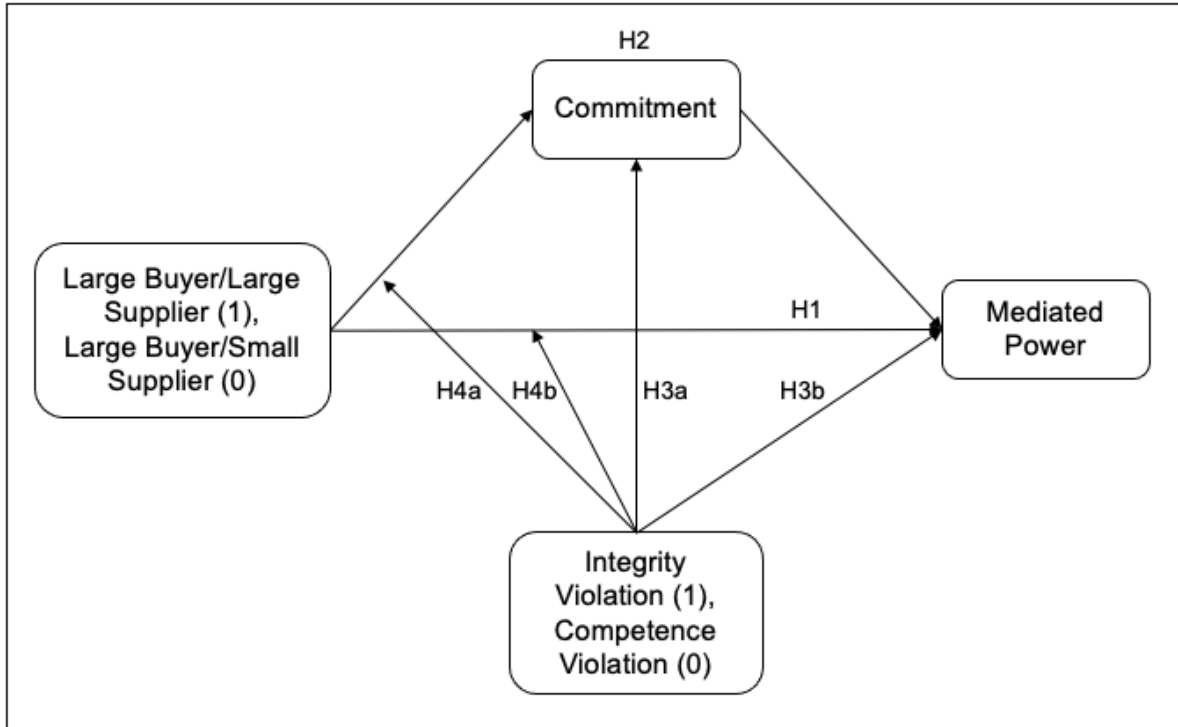 H2
Commitment
Large Buyer/Large
Supplier (1),
Large Buyer/Small
Supplier (0)
H1
Mediated
Power
H4a
H4b
H3a
H3b
Integrity
Violation (1),
Competence
Violation (0)